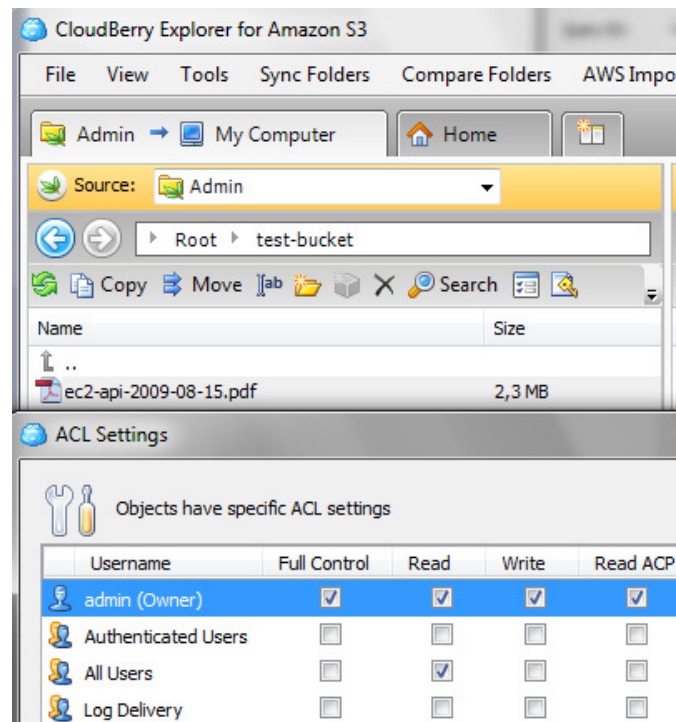 CloudBerry Explorer for Amazon S3
File View Tools Sync Folders Compare Folders AWS Impo
Admin My Computer Home
Source: Admin
Root test-bucket
Copy Move ab Search
Name Size
..
ec2-api-2009-08-15.pdf 2,3 MB
ACL Settings
Objects have specific ACL settings
Username Full Control Read Write Read ACP
admin (Owner)
Authenticated Users
All Users
Log Delivery